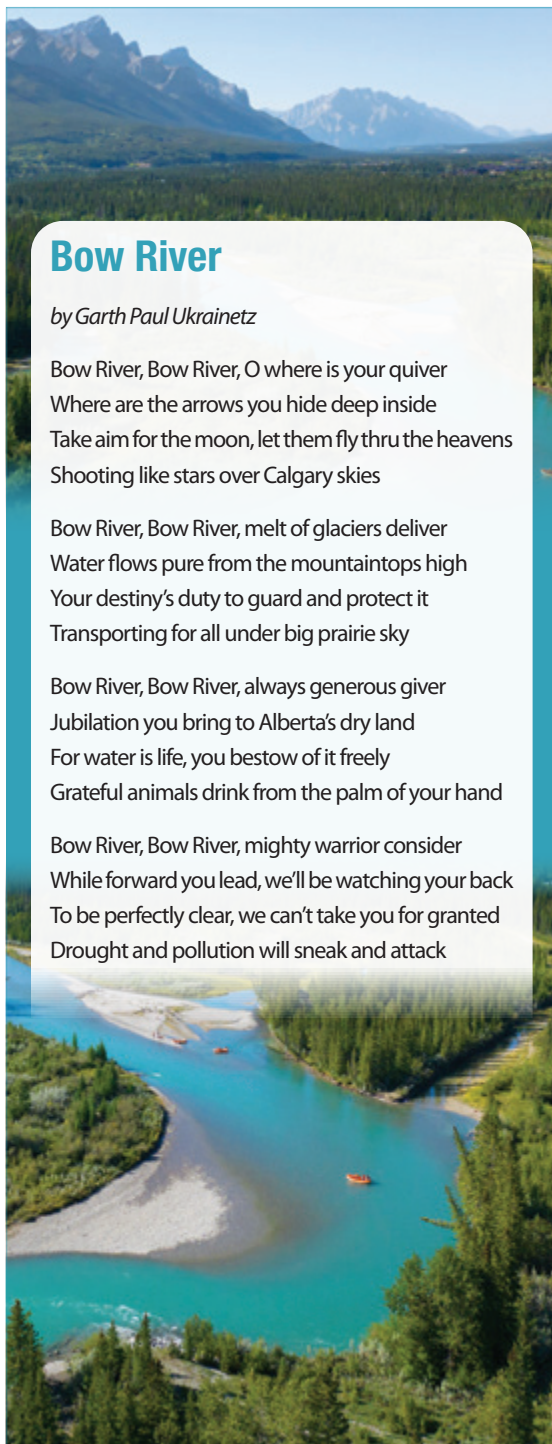 Bow River
by Garth Paul Ukrainetz
Bow River, Bow River, O where is your quiver
Where are the arrows you hide deep inside
Take aim for the moon, let them fly thru the heavens
Shooting like stars over Calgary skies
Bow River, Bow River, melt of glaciers deliver
Water flows pure from the mountaintops high
Your destiny's duty to guard and protect it
Transporting for all under big prairie sky
Bow River, Bow River, always generous giver
Jubilation you bring to Alberta's dry land
For water is life, you bestow of it freely
Grateful animals drink from the palm of your hand
Bow River, Bow River, mighty warrior consider
While forward you lead, we'll be watching your back
To be perfectly clear, we can't take you for granted
Drought and pollution will sneak and attack